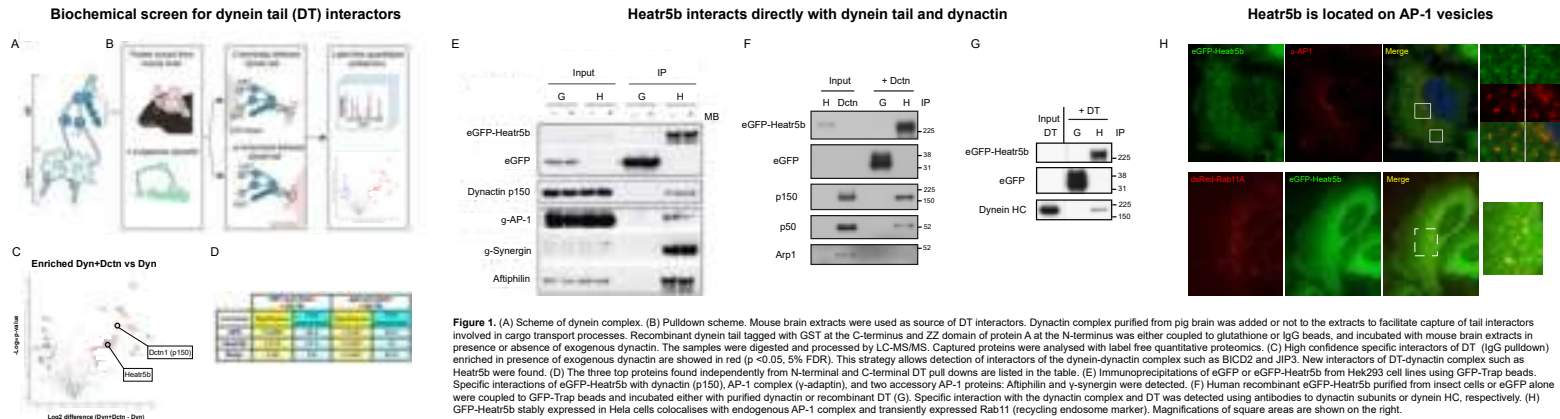 Biochemical screen for dynein tail (DT) interactors
Heatr5b interacts directly with dynein tail and dynactin
Heatr5b is located on AP-1 vesicles
A
B
C
Enriched Dyn+Dctn vs Dyn
-Log p-value
Dctn1 (p150)
Heatr5b
Log2 difference (Dyn+Dctn - Dyn)
D
E
Input
IP
G
H
G
H
- + - + - + - +
MB
eGFP-Heatr5b
eGFP
Dynactin p150
g-AP-1
g-Synergin
Aftiphilin
F
Input
+ Dctn
H
Dctn
G
H
IP
eGFP-Heatr5b
225
eGFP
38
31
p150
225
150
p50
52
Arp1
52
G
+ DT
Input
DT
G
H
IP
eGFP-Heatr5b
225
eGFP
38
31
Dynein HC
225
150
H
eGFP-Heatr5b
a-AP1
Merge
dsRed-Rab11A
eGFP-Heatr5b
Merge
Figure 1. (A) Scheme of dynein complex. (B) Pulldown scheme. Mouse brain extracts were used as source of DT interactors. Dynactin complex purified from pig brain was added or not to the extracts to facilitate capture of tail interactors
involved in cargo transport processes. Recombinant dynein tail tagged with GST at the C-terminus and ZZ domain of protein A at the N-terminus was either coupled to glutathione or IgG beads, and incubated with mouse brain extracts in
presence or absence of exogenous dynactin. The samples were digested and processed by LC-MS/MS. Captured proteins were analysed with label free quantitative proteomics. (C) High confidence specific interactors of DT (IgG pulldown)
enriched in presence of exogenous dynactin are showed in red (p <0.05, 5% FDR). This strategy allows detection of interactors of the dynein-dynactin complex such as BICD2 and JIP3. New interactors of DT-dynactin complex such as
Heatr5b were found. (D) The three top proteins found independently from N-terminal and C-terminal DT pull downs are listed in the table. (E) Immunoprecipitations of eGFP or eGFP-Heatr5b from Hek293 cell lines using GFP-Trap beads.
Specific interactions of eGFP-Heatr5b with dynactin (p150), AP-1 complex (γ-adaptin), and two accessory AP-1 proteins: Aftiphilin and γ-synergin were detected. (F) Human recombinant eGFP-Heatr5b purified from insect cells or eGFP alone
were coupled to GFP-Trap beads and incubated either with purified dynactin or recombinant DT (G). Specific interaction with the dynactin complex and DT was detected using antibodies to dynactin subunits or dynein HC, respectively. (H)
GFP-Heatr5b stably expressed in Hela cells colocalises with endogenous AP-1 complex and transiently expressed Rab11 (recycling endosome marker). Magnifications of square areas are shown on the right.